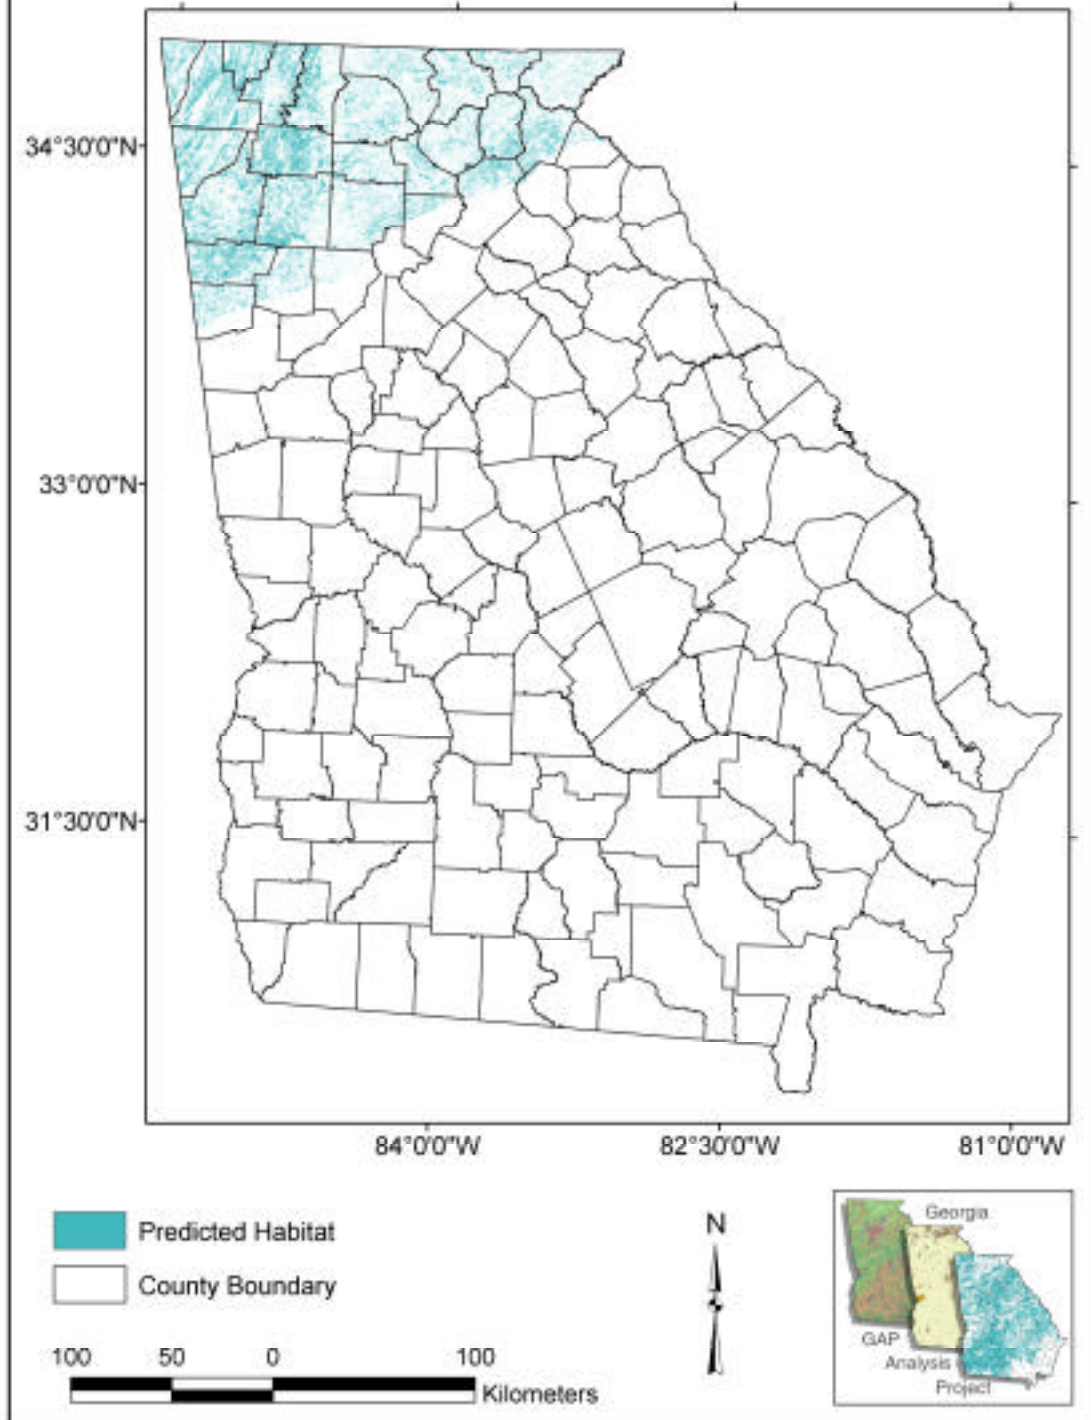 34°30'0"N
33°0'0"N
31°30'0"N
84°0'0"W 82°30'0"W 81°0'0"W
Predicted Habitat
County Boundary
100 50 0 100
Kilometers
N
Georgia
GAP
Analysis
Project